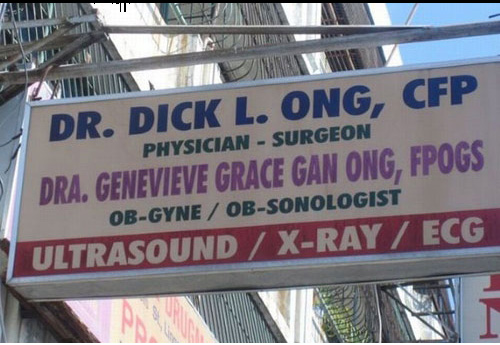 DR. DICK L. ONG, CFP
PHYSICIAN - SURGEON
DRA. GENEVIEVE GRACE GAN ONG, FPOGS
OB-GYNE / OB-SONOLOGIST
ULTRASOUND / X-RAY / ECG